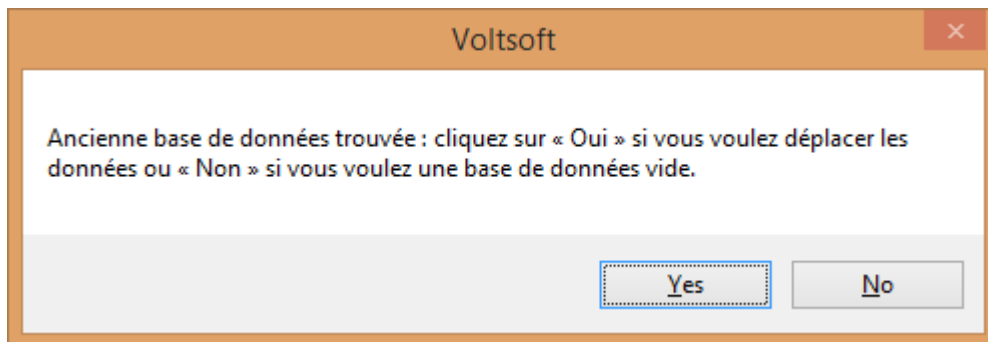 Voltsoft
Ancienne base de données trouvée : cliquez sur « Oui » si vous voulez déplacer les
données ou « Non » si vous voulez une base de données vide.
Yes
No